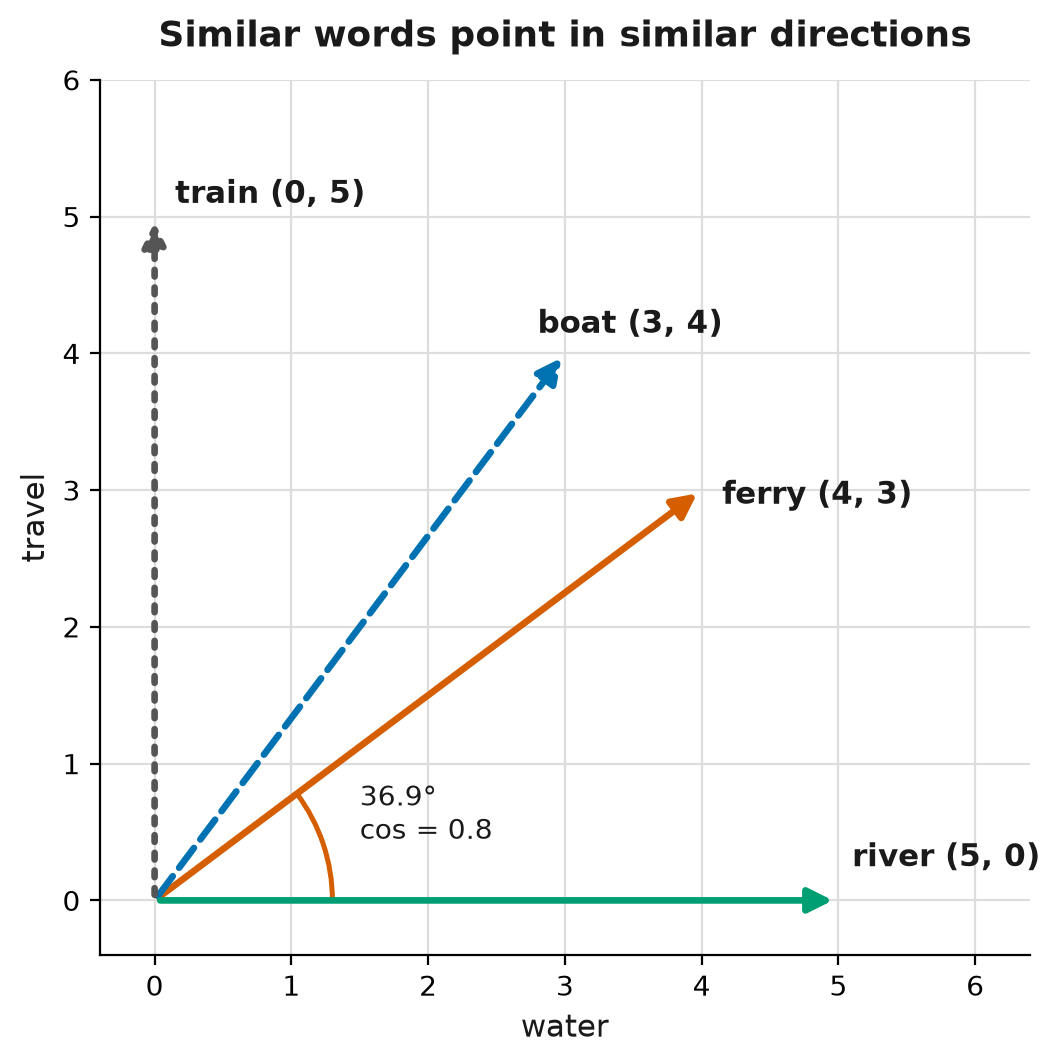 Similar words point in similar directions
6
train (0, 5)
5
boat (3, 4)
4
3
ferry (4, 3)
travel
2
1
36.9°
cos = 0.8
river (5, 0)
0
0 1 2 3 4 5 6
water